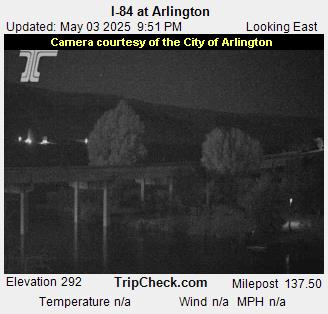 I-84 at Arlington
Updated: May 03 2025 9:51 PM Looking East
Camera courtesy of the City of Arlington
Elevation 292 TripCheck.com Milepost 137.50
Temperature n/a Wind n/a MPH n/a